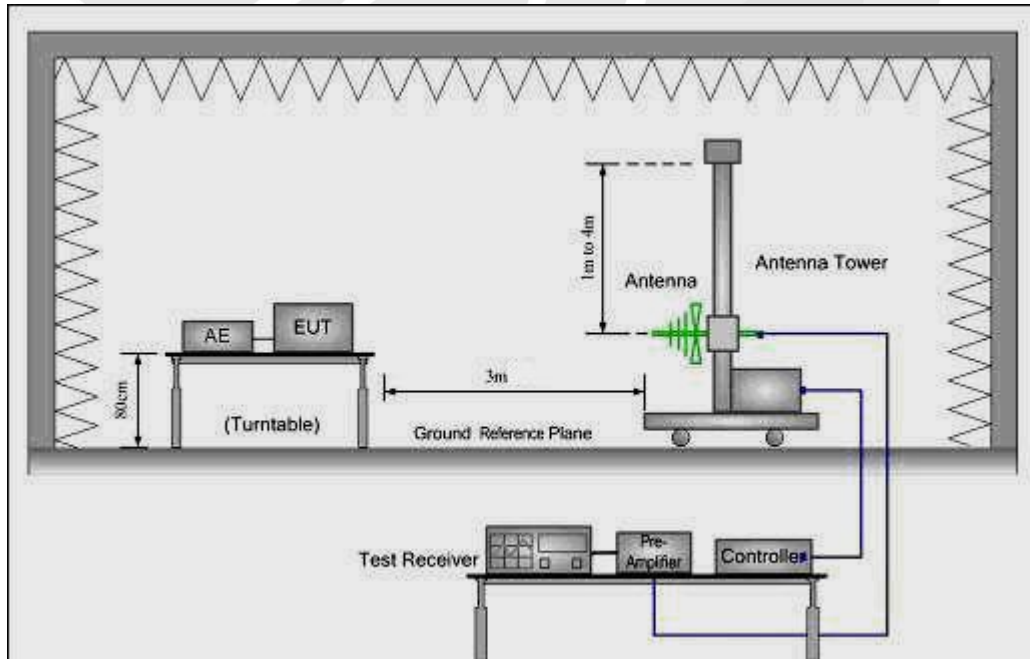 1m to 4m
Antenna
Antenna Tower
AE
EUT
80cm
3m
(Turntable)
Ground Reference Plane
Test Receiver
Pre-
Amplifier
Controller